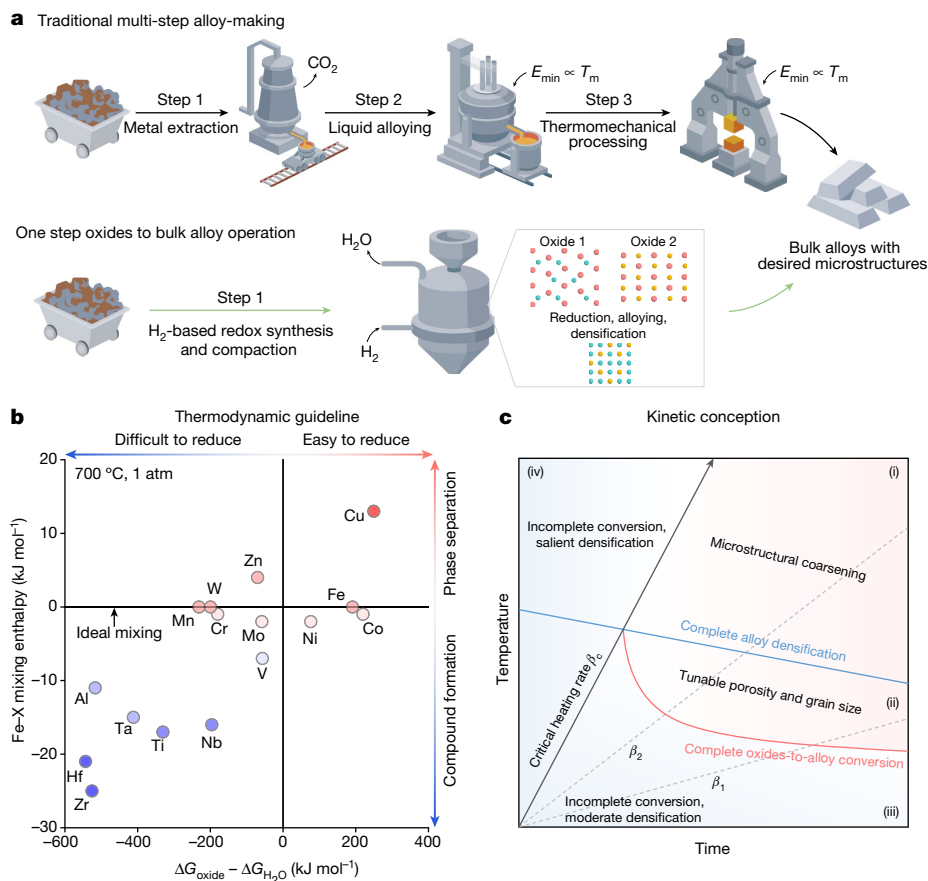 a Traditional multi-step alloy-making
CO2
Step 1
Metal extraction
Step 2
Liquid alloying
Emin ∝ Tm
Step 3
Thermomechanical
processing
Emin ∝ Tm
Bulk alloys with
desired microstructures
One step oxides to bulk alloy operation
Step 1
H2-based redox synthesis
and compaction
H2O
H2
Oxide 1
Oxide 2
Reduction, alloying,
densification
b Thermodynamic guideline
Difficult to reduce
Easy to reduce
700 °C, 1 atm
Fe–X mixing enthalpy (kJ mol⁻¹)
20
10
0
−10
−20
−30
Cu
Zn
W
Fe
Mn
Cr
Mo
Ni
Co
Ideal mixing
V
Al
Ta
Ti
Nb
Hf
Zr
Phase separation
Compound formation
−600
−400
−200
0
200
400
ΔGoxide – ΔGH2O (kJ mol⁻¹)
c Kinetic conception
(iv)
(i)
Incomplete conversion,
salient densification
Microstructural coarsening
Temperature
Complete alloy densification
Critical heating rate βc
Tunable porosity and grain size
(ii)
Complete oxides-to-alloy conversion
β2
β1
Incomplete conversion,
moderate densification
(iii)
Time